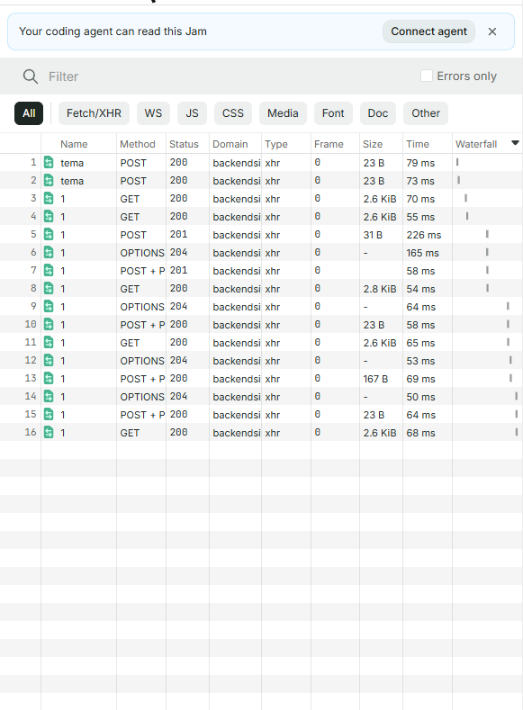 Your coding agent can read this Jam Connect agent ×
Filter Errors only
All Fetch/XHR WS JS CSS Media Font Doc Other
Name Method Status Domain Type Frame Size Time Waterfall
1 tema POST 200 backendsi xhr 0 23 B 79 ms
2 tema POST 200 backendsi xhr 0 23 B 73 ms
3 1 GET 200 backendsi xhr 0 2.6 KiB 70 ms
4 1 GET 200 backendsi xhr 0 2.6 KiB 55 ms
5 1 POST 201 backendsi xhr 0 31 B 226 ms
6 1 OPTIONS 204 backendsi xhr 0 - 165 ms
7 1 POST + P 201 backendsi xhr 0 58 ms
8 1 GET 200 backendsi xhr 0 2.8 KiB 54 ms
9 1 OPTIONS 204 backendsi xhr 0 - 64 ms
10 1 POST + P 200 backendsi xhr 0 23 B 58 ms
11 1 GET 200 backendsi xhr 0 2.6 KiB 65 ms
12 1 OPTIONS 204 backendsi xhr 0 - 53 ms
13 1 POST + P 200 backendsi xhr 0 167 B 69 ms
14 1 OPTIONS 204 backendsi xhr 0 - 50 ms
15 1 POST + P 200 backendsi xhr 0 23 B 64 ms
16 1 GET 200 backendsi xhr 0 2.6 KiB 68 ms